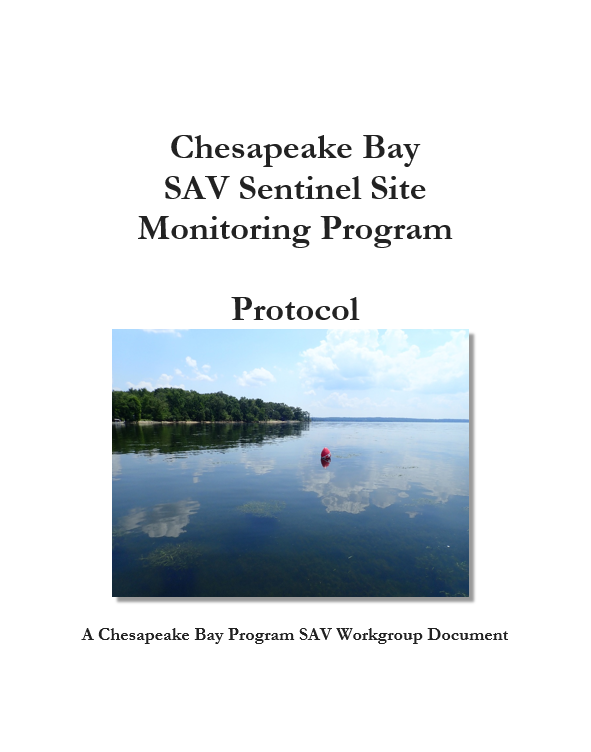 Chesapeake Bay
SAV Sentinel Site
Monitoring Program
Protocol
A Chesapeake Bay Program SAV Workgroup Document